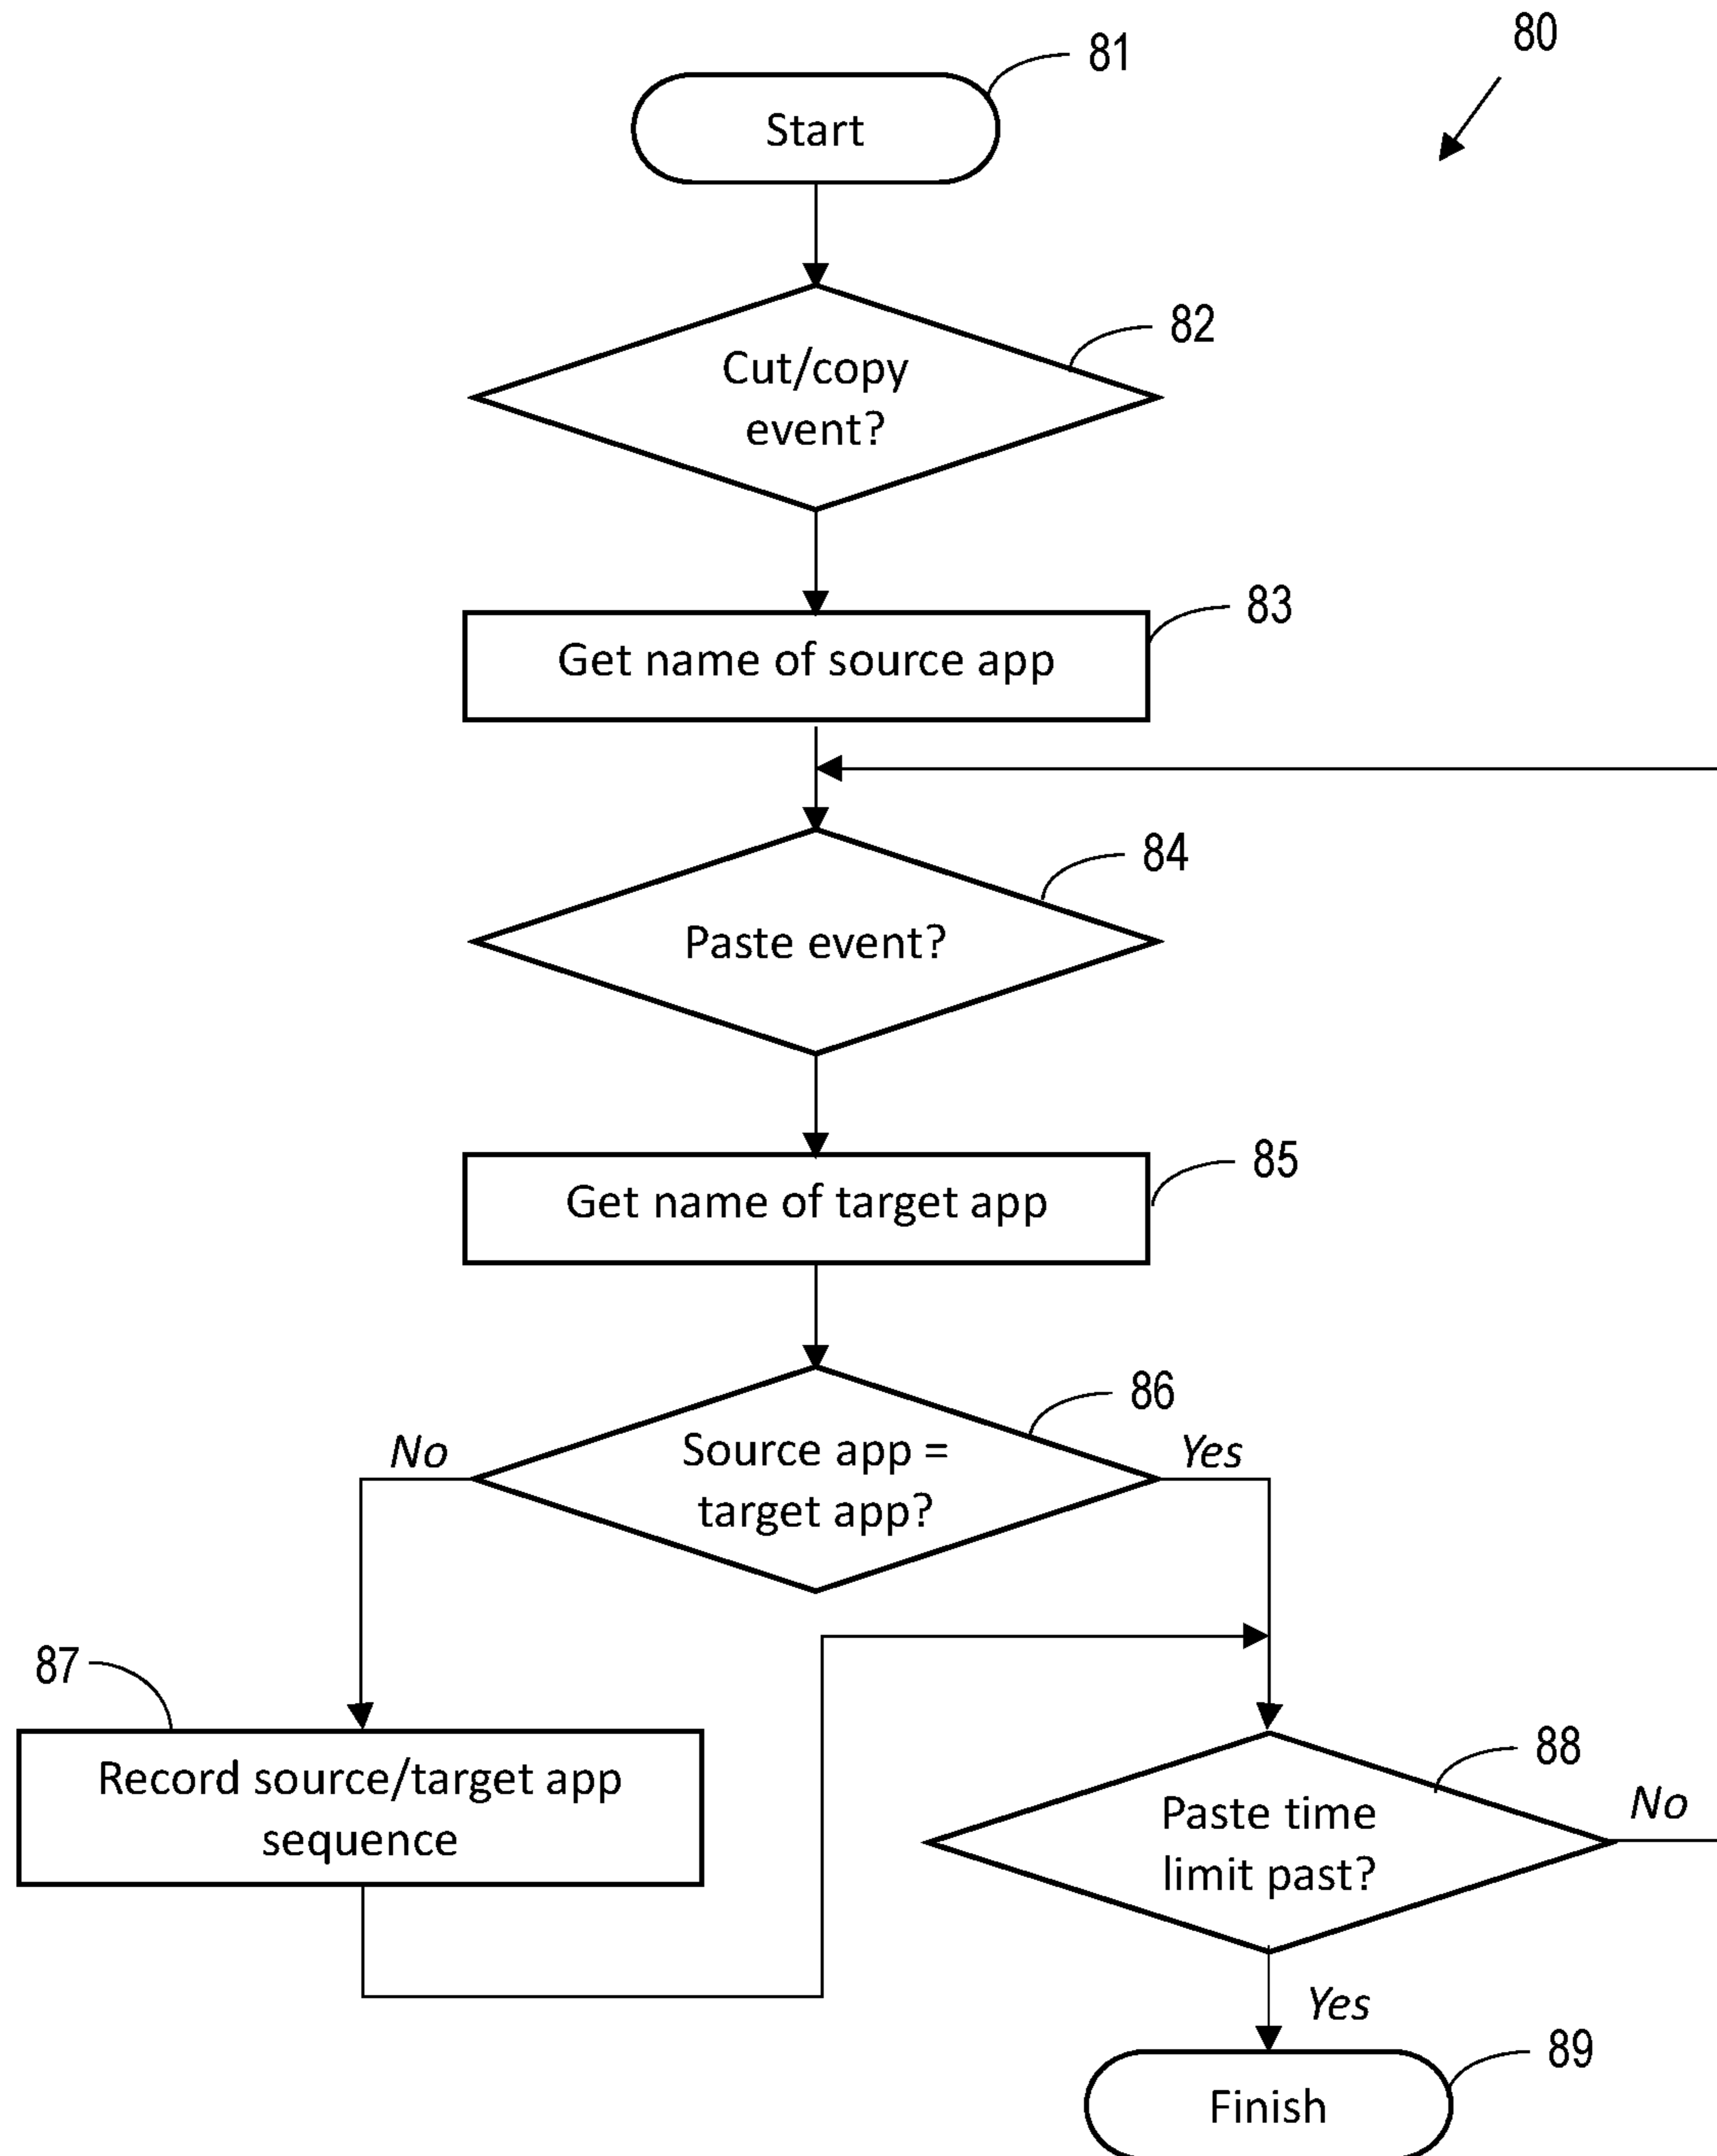 80
81
Start
82
Cut/copy
event?
83
Get name of source app
84
Paste event?
85
Get name of target app
86
No
Source app =
target app?
Yes
87
Record source/target app
sequence
88
Paste time
limit past?
No
Yes
89
Finish